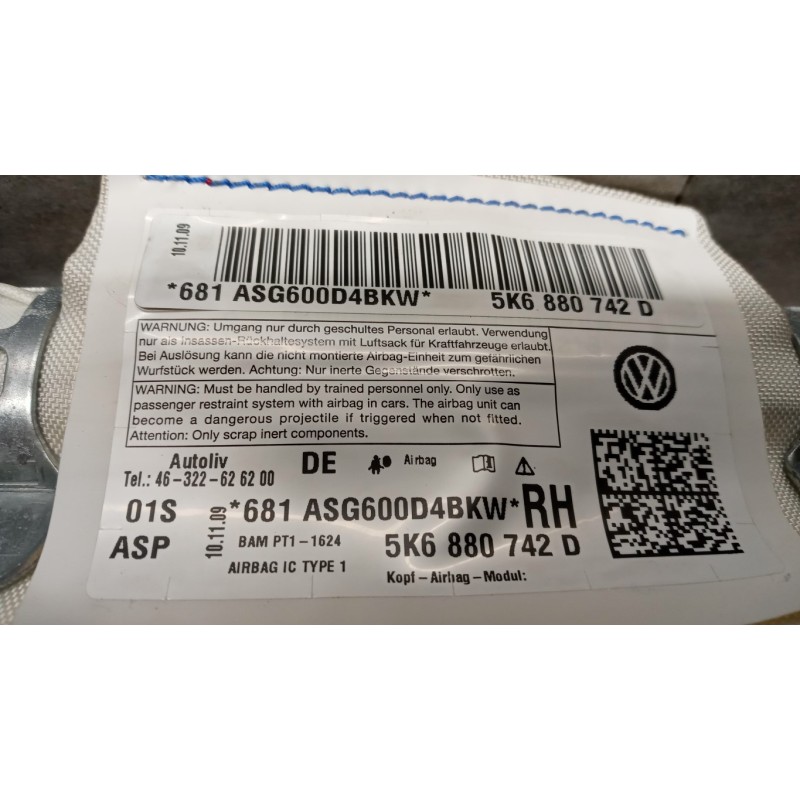 10.11.09
*681 ASG600D4BKW* 5K6 880 742 D
WARNUNG: Umgang nur durch geschultes Personal erlaubt. Verwendung
nur als Insassen-Rückhaltesystem mit Luftsack für Kraftfahrzeuge erlaubt.
Bei Auslösung kann die nicht montierte Airbag-Einheit zum gefährlichen
Wurfstück werden. Achtung: Nur inerte Gegenstände verschrotten.
WARNING: Must be handled by trained personnel only. Only use as
passenger restraint system with airbag in cars. The airbag unit can
become a dangerous projectile if triggered when not fitted.
Attention: Only scrap inert components.
Autoliv DE Airbag
Tel.: 46-322-626200
01S 10.11.09 *681 ASG600D4BKW* RH
ASP BAM PT1-1624 5K6 880 742 D
AIRBAG IC TYPE 1 Kopf-Airbag-Modul: